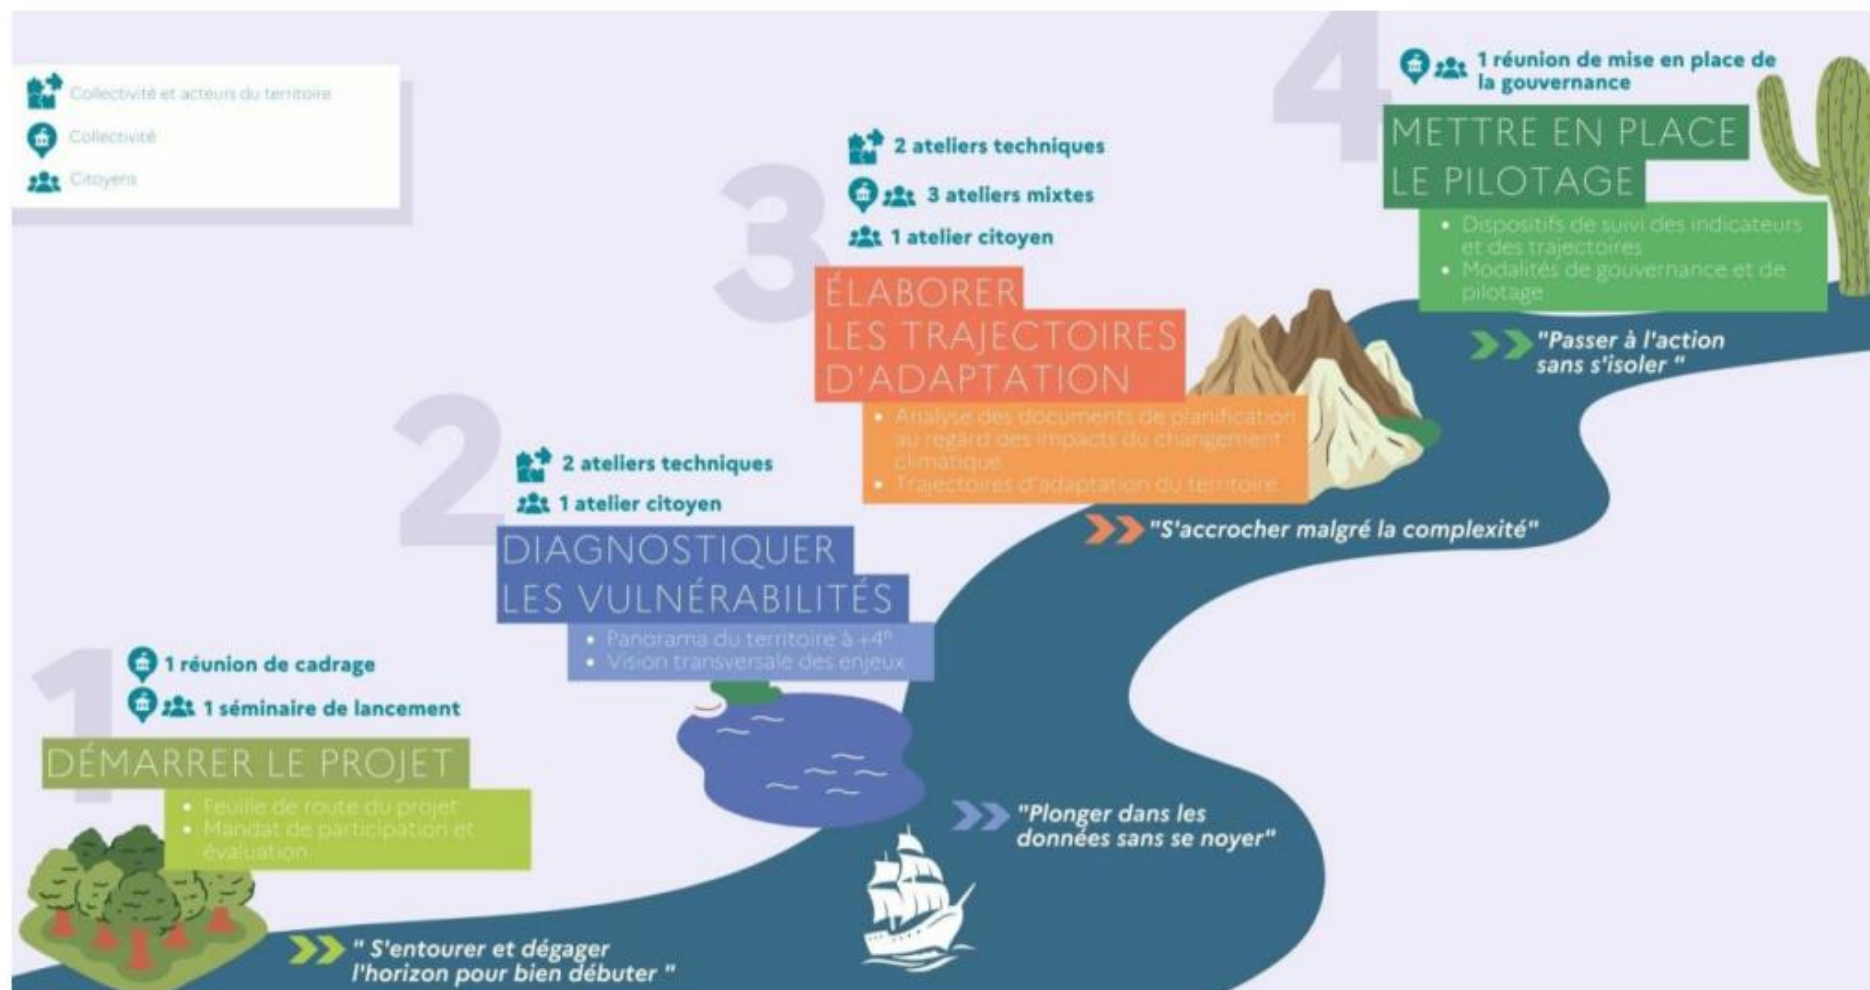 Collectivité et acteurs du territoire
Collectivité
Citoyens
1
1 réunion de cadrage
1 séminaire de lancement
DÉMARRER LE PROJET
• Feuille de route du projet
• Mandat de participation et
évaluation
" S'entourer et dégager
l'horizon pour bien débuter "
2
2 ateliers techniques
1 atelier citoyen
DIAGNOSTIQUER
LES VULNÉRABILITÉS
• Panorama du territoire à +4°
• Vision transversale des enjeux
"Plonger dans les
données sans se noyer"
3
2 ateliers techniques
3 ateliers mixtes
1 atelier citoyen
ÉLABORER
LES TRAJECTOIRES
D'ADAPTATION
• Analyse des documents de planification
au regard des impacts du changement
climatique
• Trajectoires d'adaptation du territoire
"S'accrocher malgré la complexité"
4
1 réunion de mise en place de
la gouvernance
METTRE EN PLACE
LE PILOTAGE
• Dispositifs de suivi des indicateurs
et des trajectoires
• Modalités de gouvernance et de
pilotage
"Passer à l'action
sans s'isoler "